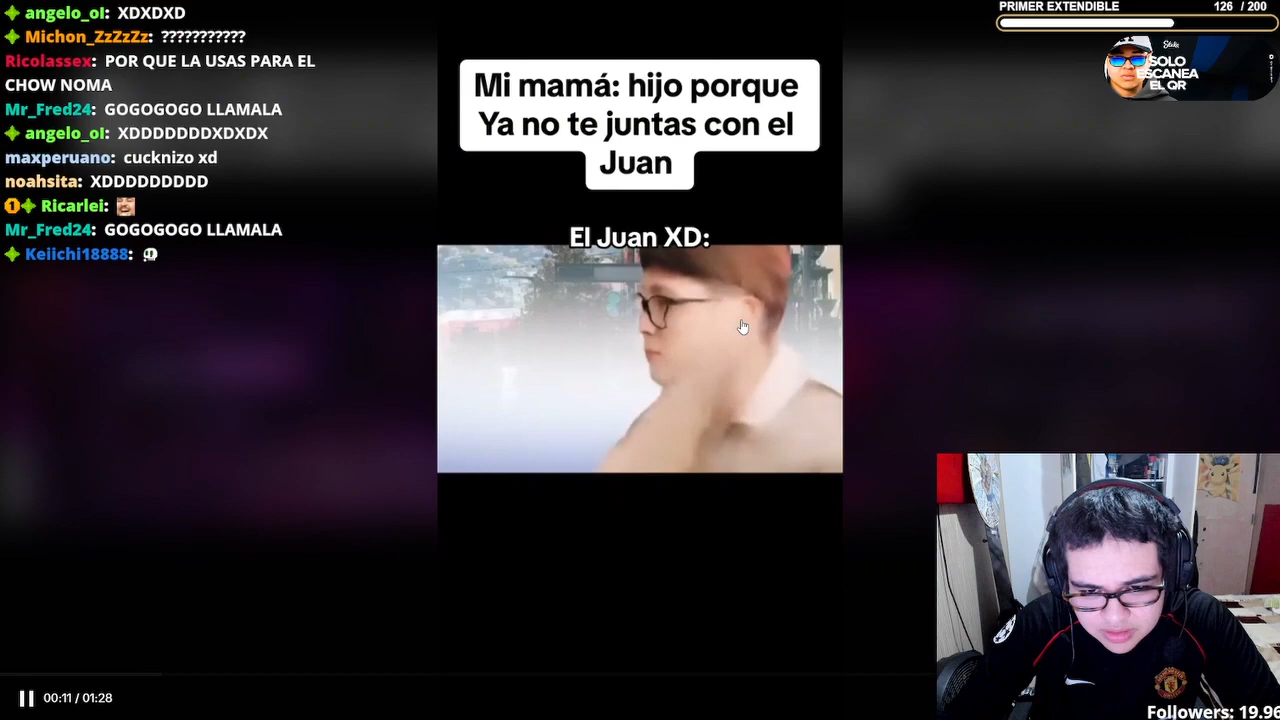 angelo_ol: XDXDXD
Michon_ZzZzZz: ???????????
Ricolassex: POR QUE LA USAS PARA EL
CHOW NOMA
Mr_Fred24: GOGOGOGO LLAMALA
angelo_ol: XDDDDDDDXDXDX
maxperuano: cucknizo xd
noahsita: XDDDDDDDDD
Ricarlei:
Mr_Fred24: GOGOGOGO LLAMALA
Keiichi18888:
Mi mamá: hijo porque
Ya no te juntas con el
Juan
El Juan XD:
PRIMER EXTENDIBLE 126 / 200
SOLO
ESCANEA
EL QR
00:11 / 01:28
Followers: 19.96